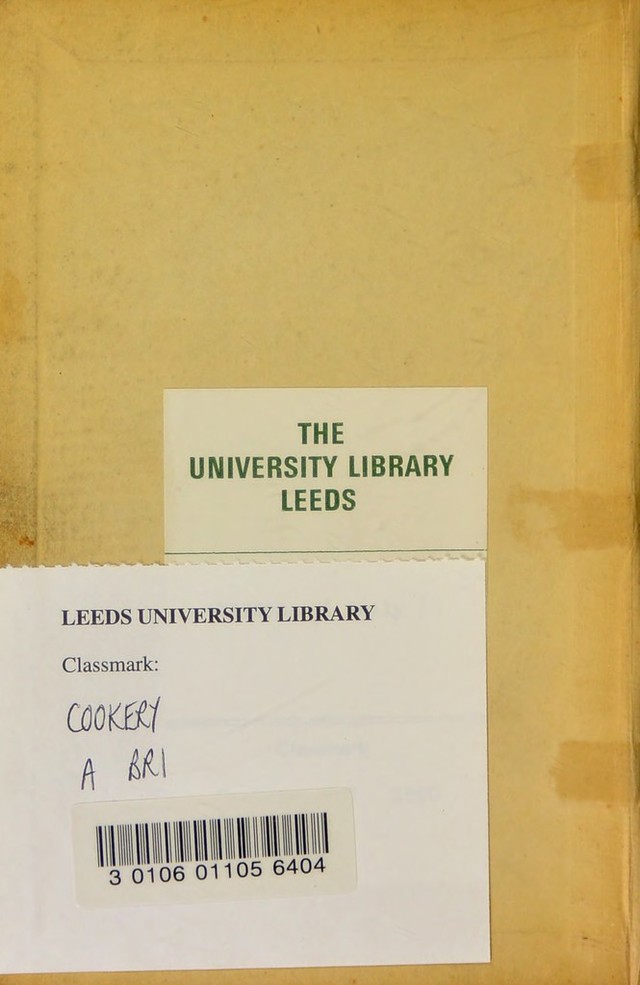 THE
UNIVERSITY LIBRARY
LEEDS
LEEDS UNIVERSITY LIBRARY
Classmark:
COOKERY
A BRI
3 0106 01105 6404